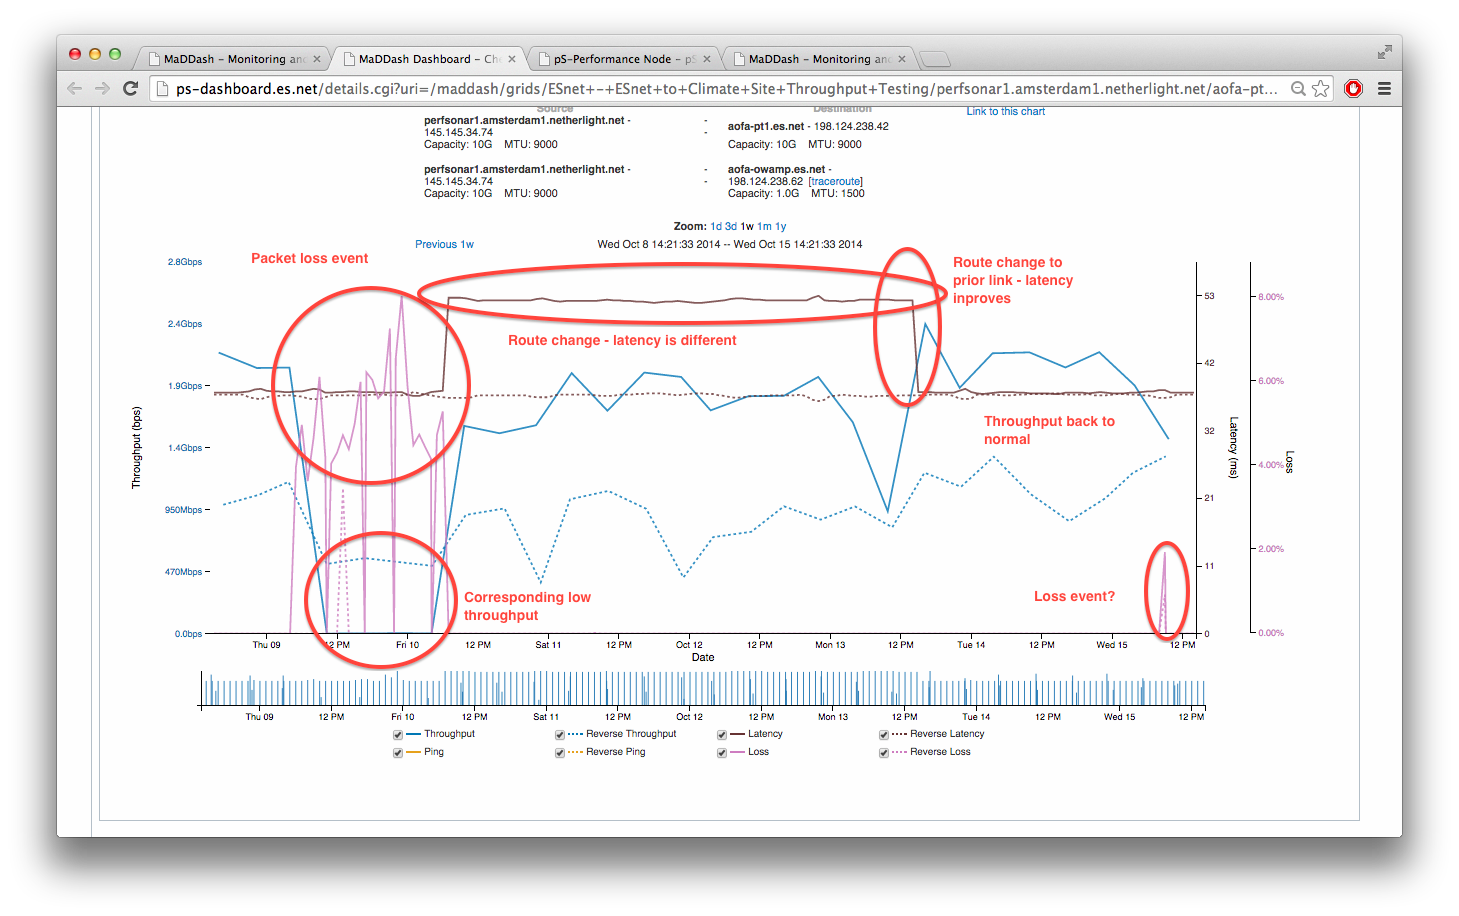 MaDDash – Monitoring and
MaDDash Dashboard – Che
pS-Performance Node – pS
MaDDash – Monitoring and
ps-dashboard.es.net/details.cgi?uri=/maddash/grids/ESnet+-+ESnet+to+Climate+Site+Throughput+Testing/perfsonar1.amsterdam1.netherlight.net/aofa-pt...
Source Destination
Link to this chart
perfsonar1.amsterdam1.netherlight.net - -
145.145.34.74 - aofa-pt1.es.net - 198.124.238.42
Capacity: 10G MTU: 9000 Capacity: 10G MTU: 9000
perfsonar1.amsterdam1.netherlight.net - - aofa-owamp.es.net -
145.145.34.74 - 198.124.238.62 [traceroute]
Capacity: 10G MTU: 9000 Capacity: 1.0G MTU: 1500
Zoom: 1d 3d 1w 1m 1y
Previous 1w Wed Oct 8 14:21:33 2014 -- Wed Oct 15 14:21:33 2014
Packet loss event
Route change to
prior link - latency
inproves
Route change - latency is different
Throughput back to
normal
Corresponding low
throughput
Loss event?
2.8Gbps
2.4Gbps
1.9Gbps
1.4Gbps
950Mbps
470Mbps
0.0bps
Throughput (bps)
53
42
32
21
11
0
Latency (ms)
8.00%
6.00%
4.00%
2.00%
0.00%
Loss
Thu 09 12 PM Fri 10 12 PM Sat 11 12 PM Oct 12 12 PM Mon 13 12 PM Tue 14 12 PM Wed 15 12 PM
Date
Thu 09 12 PM Fri 10 12 PM Sat 11 12 PM Oct 12 12 PM Mon 13 12 PM Tue 14 12 PM Wed 15 12 PM
Throughput Reverse Throughput Latency Reverse Latency
Ping Reverse Ping Loss Reverse Loss